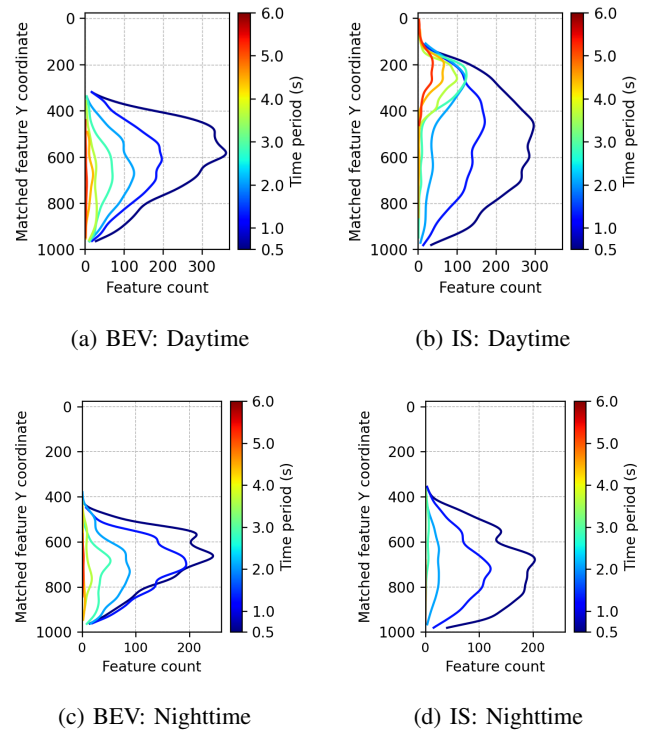 0
200
400
600
800
1000
0 100 200 300
Feature count
Matched feature Y coordinate
6.0
5.0
4.0
3.0
2.0
1.0
0.5
Time period (s)
(a) BEV: Daytime
0
200
400
600
800
1000
0 100 200 300
Feature count
Matched feature Y coordinate
6.0
5.0
4.0
3.0
2.0
1.0
0.5
Time period (s)
(b) IS: Daytime
0
200
400
600
800
1000
0 100 200
Feature count
Matched feature Y coordinate
6.0
5.0
4.0
3.0
2.0
1.0
0.5
Time period (s)
(c) BEV: Nighttime
0
200
400
600
800
1000
0 100 200
Feature count
Matched feature Y coordinate
6.0
5.0
4.0
3.0
2.0
1.0
0.5
Time period (s)
(d) IS: Nighttime